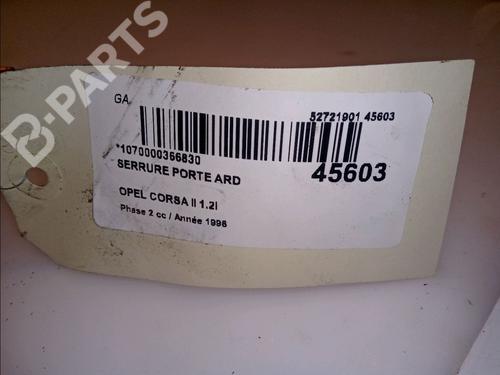 B-PARTS
GA
52721901 45603
*1070000366830
SERRURE PORTE ARD
45603
OPEL CORSA II 1.2I
Phase 2 cc / Année 1998